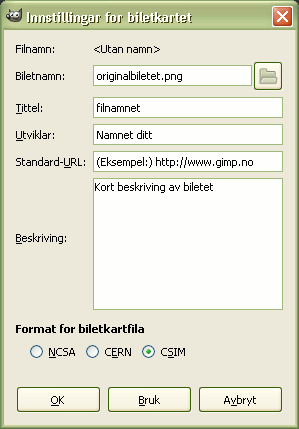 Innstillingar for biletkartet
Filnamn: <Utan namn>
Biletnamn: originalbiletet.png
Tittel: filnamnet
Utviklar: Namnet ditt
Standard-URL: (Eksempel:) http://www.gimp.no
Beskriving: Kort beskriving av biletet
Format for biletkartfila
NCSA CERN CSIM
OK Bruk Avbryt